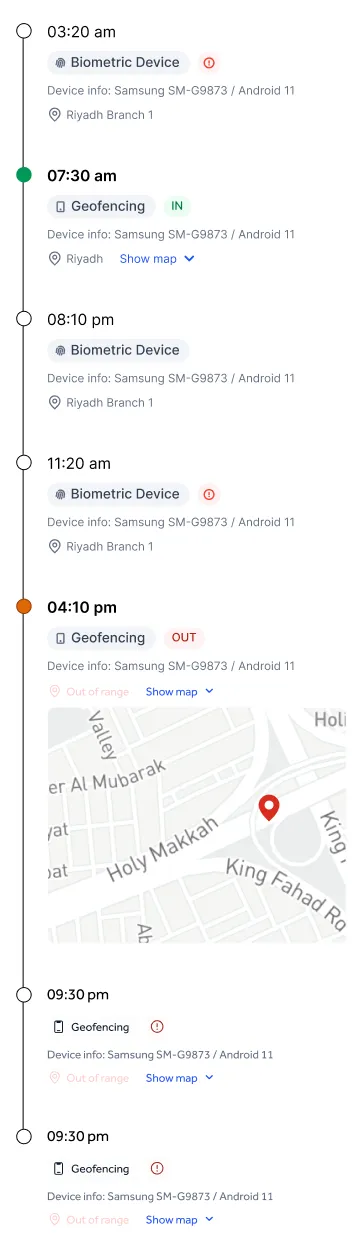 03:20 am
Biometric Device
Device info: Samsung SM-G9873 / Android 11
Riyadh Branch 1
07:30 am
Geofencing IN
Device info: Samsung SM-G9873 / Android 11
Riyadh Show map
08:10 pm
Biometric Device
Device info: Samsung SM-G9873 / Android 11
Riyadh Branch 1
11:20 am
Biometric Device
Device info: Samsung SM-G9873 / Android 11
Riyadh Branch 1
04:10 pm
Geofencing OUT
Device info: Samsung SM-G9873 / Android 11
Out of range Show map
Valley
Holi
er Al Mubarak
yat
Holy Makkah
King
bat
King Fahad Ro
Ab
09:30 pm
Geofencing
Device info: Samsung SM-G9873 / Android 11
Out of range Show map
09:30 pm
Geofencing
Device info: Samsung SM-G9873 / Android 11
Out of range Show map